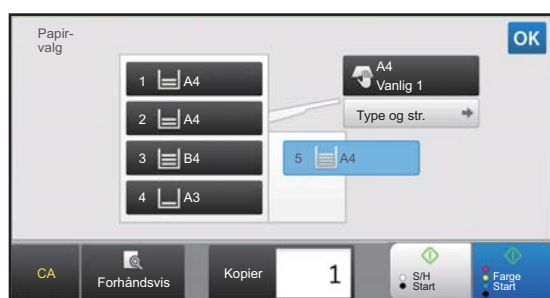 Papir-
valg
OK
1 A4
2 A4
3 B4
4 A3
5 A4
A4
Vanlig 1
Type og str.
CA
Forhåndsvis
Kopier
1
S/H
Start
Farge
Start